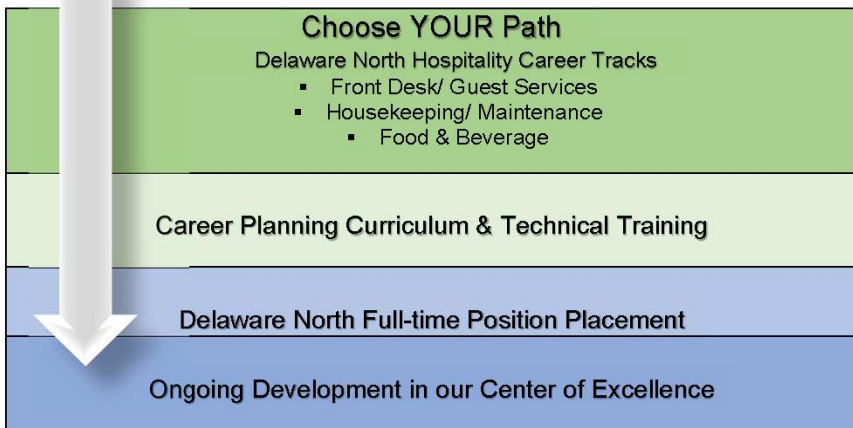 Choose YOUR Path
Delaware North Hospitality Career Tracks
▪ Front Desk/ Guest Services
▪ Housekeeping/ Maintenance
▪ Food & Beverage
Career Planning Curriculum & Technical Training
Delaware North Full-time Position Placement
Ongoing Development in our Center of Excellence